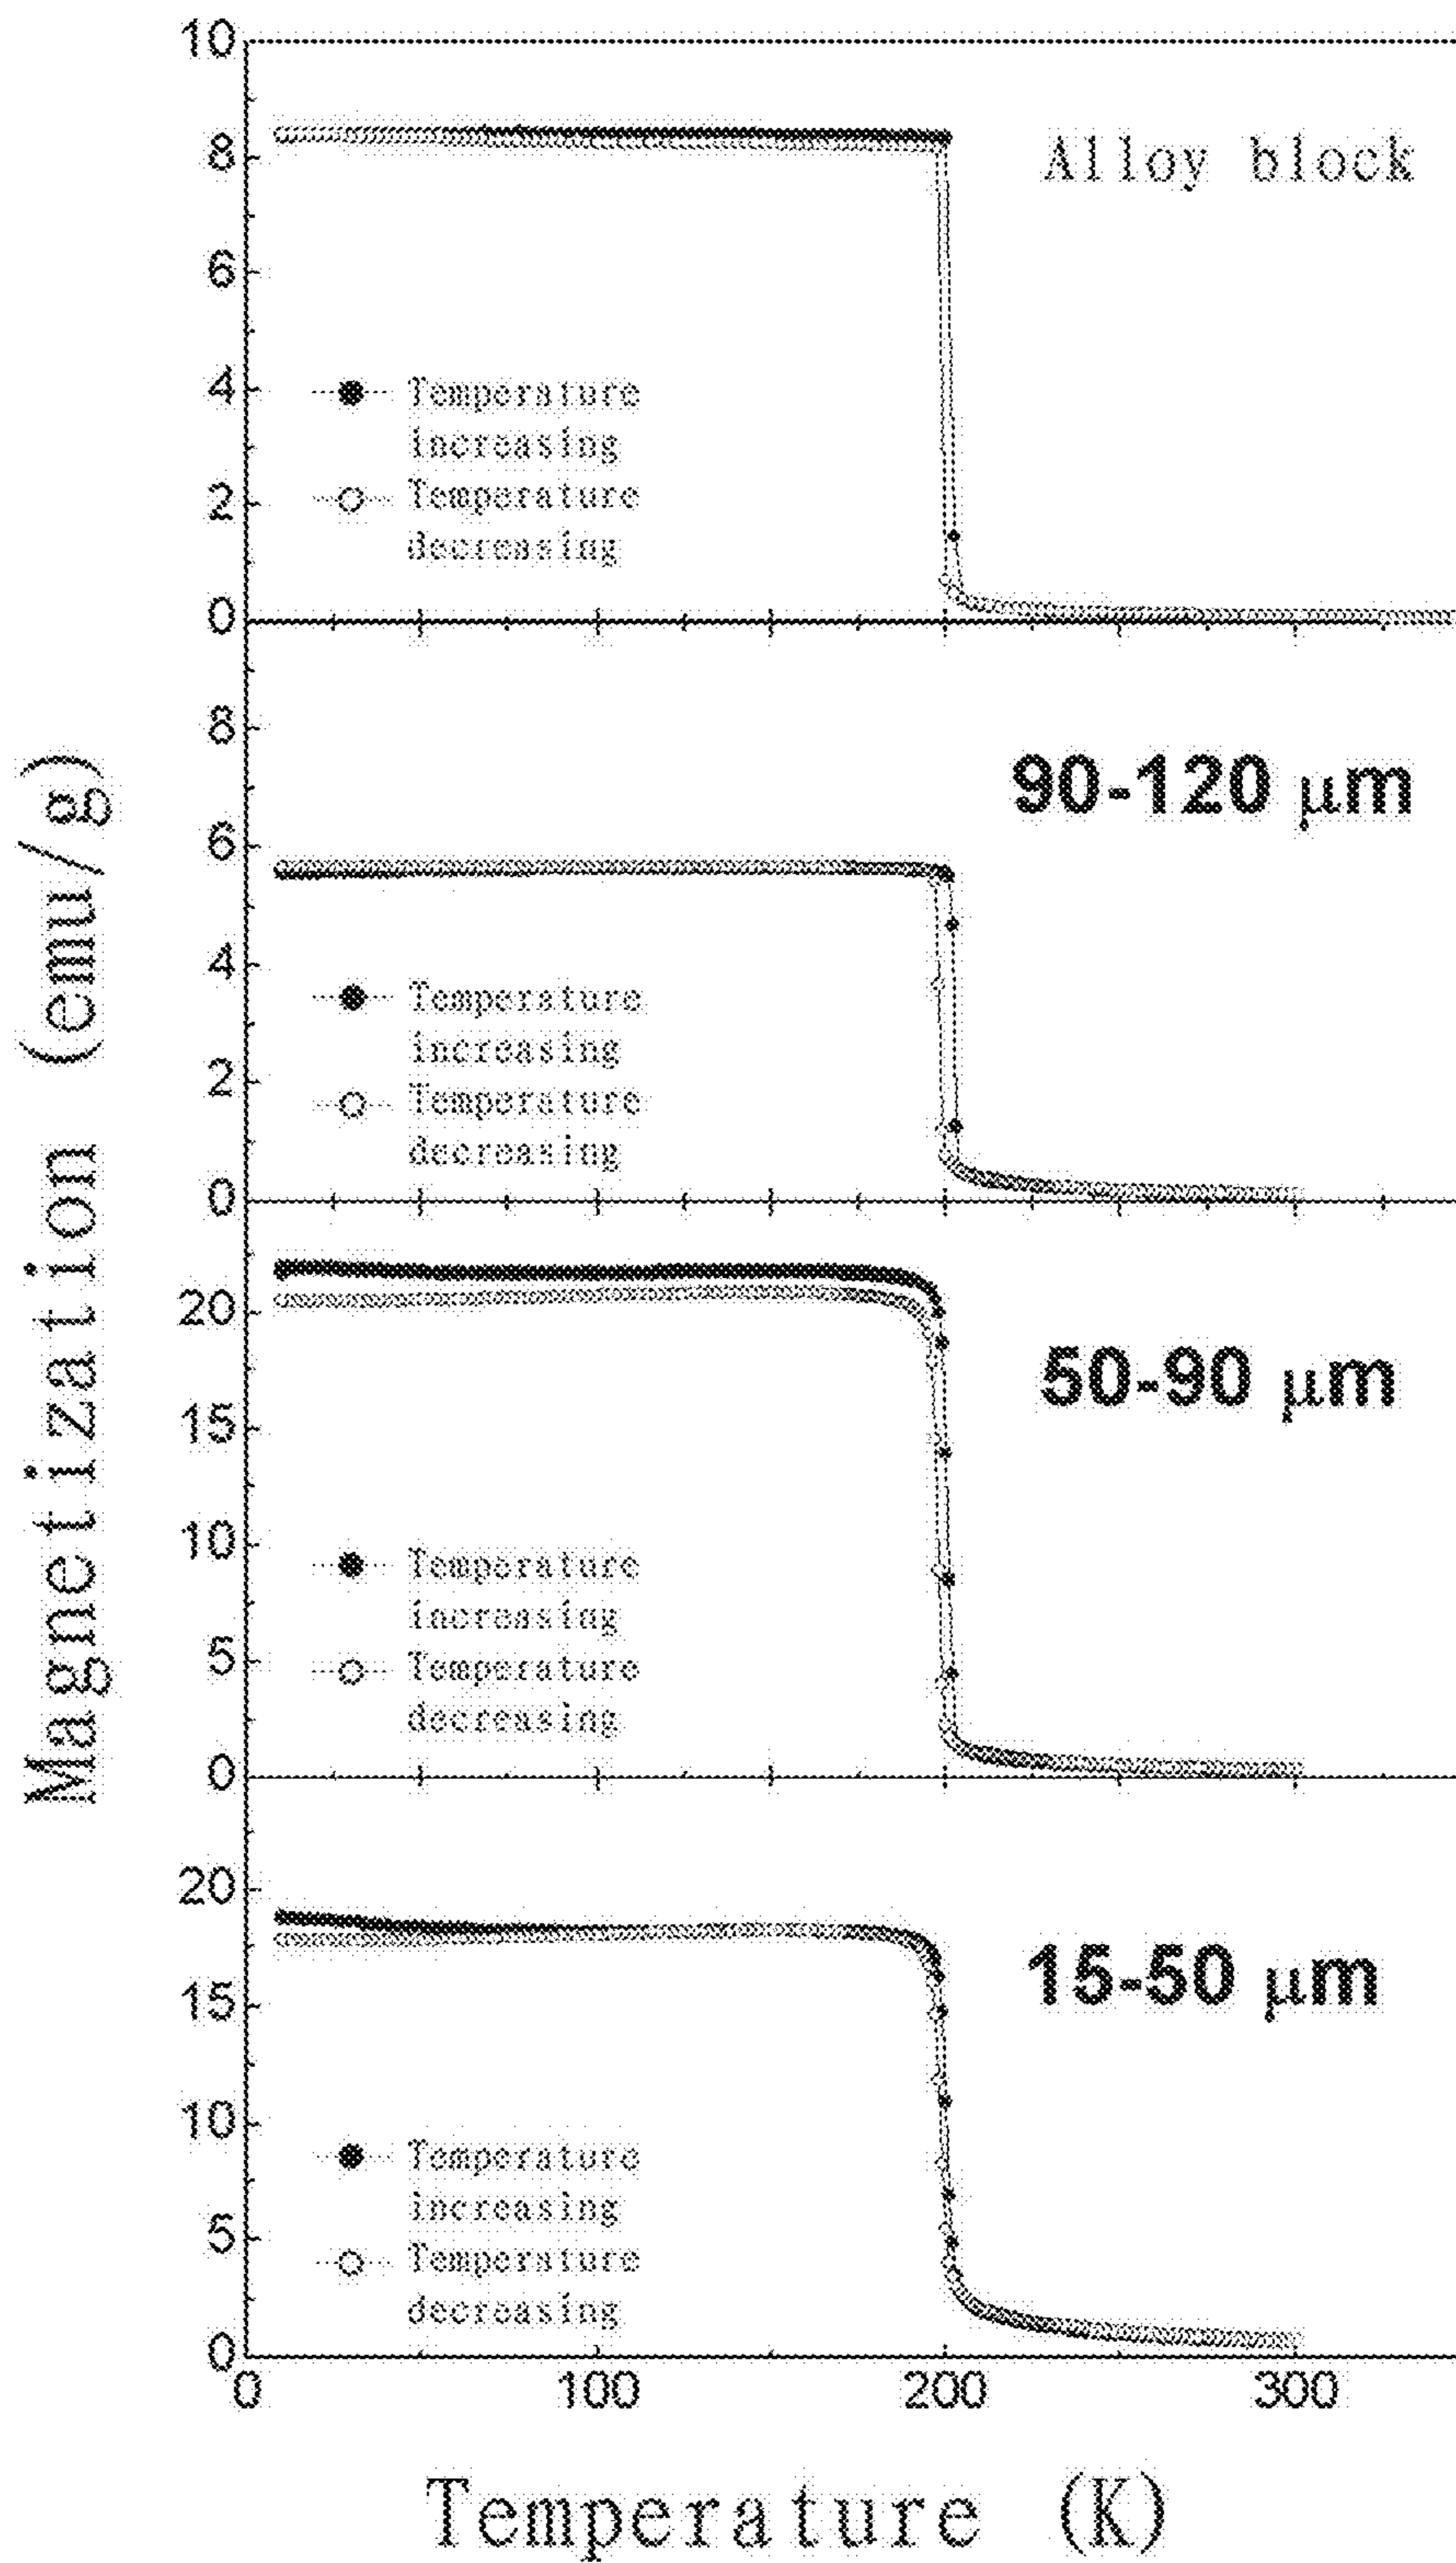 Magnetization (emu/g)
10
8
6
4
2
0
Alloy block
Temperature
increasing
Temperature
decreasing
8
6
4
2
0
90-120 μm
Temperature
increasing
Temperature
decreasing
20
15
10
5
0
50-90 μm
Temperature
increasing
Temperature
decreasing
20
15
10
5
0
15-50 μm
Temperature
increasing
Temperature
decreasing
0 100 200 300
Temperature (K)